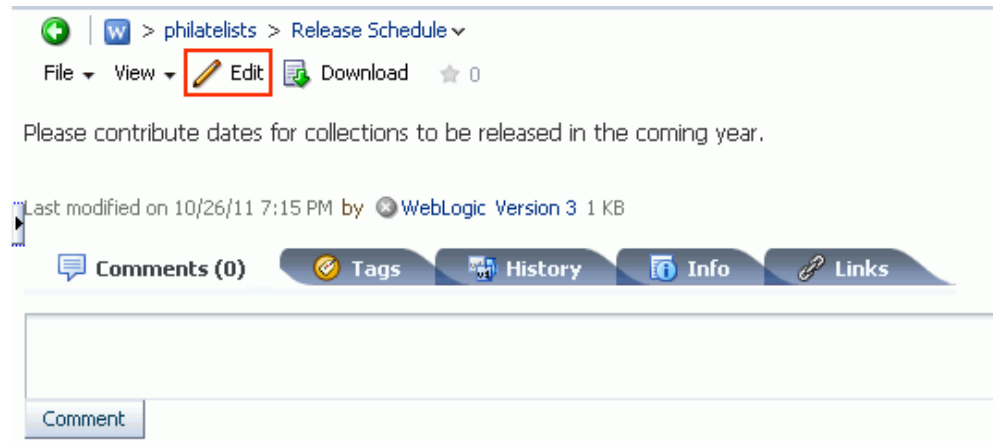 W > philatelists > Release Schedule
File View Edit Download 0
Please contribute dates for collections to be released in the coming year.
Last modified on 10/26/11 7:15 PM by WebLogic Version 3 1 KB
Comments (0) Tags History Info Links
Comment